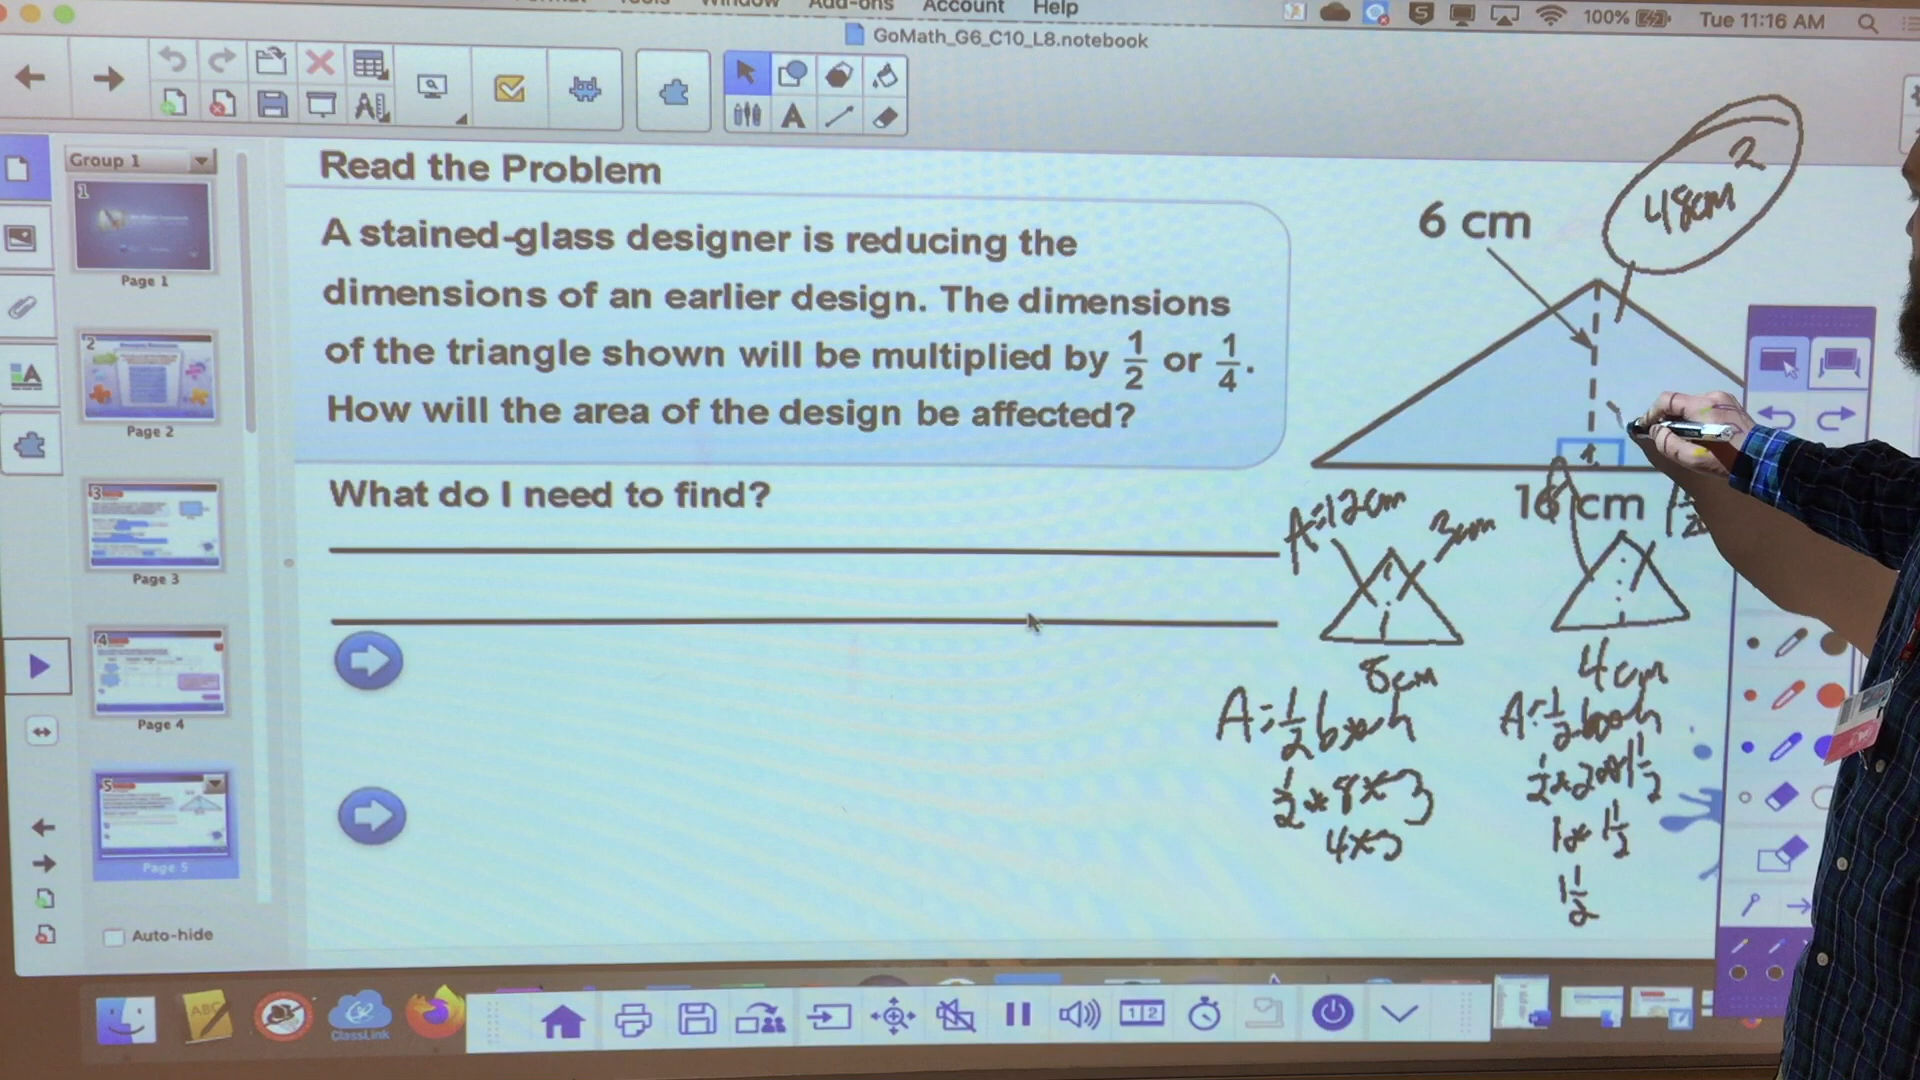 Tools Window Add-ons Account Help
100% Tue 11:16 AM
GoMath_G6_C10_L8.notebook
Group 1
Page 1
Page 2
Page 3
Page 4
Page 5
Auto-hide
Read the Problem
A stained-glass designer is reducing the
dimensions of an earlier design. The dimensions
of the triangle shown will be multiplied by 1/2 or 1/4.
How will the area of the design be affected?
What do I need to find?
6 cm
48cm²
16 cm
A=12cm
3cm
8cm
A=1/2 b×h
1/2 × 8 × 3
4×3
4cm
1 1/2
ABC
ClassLink